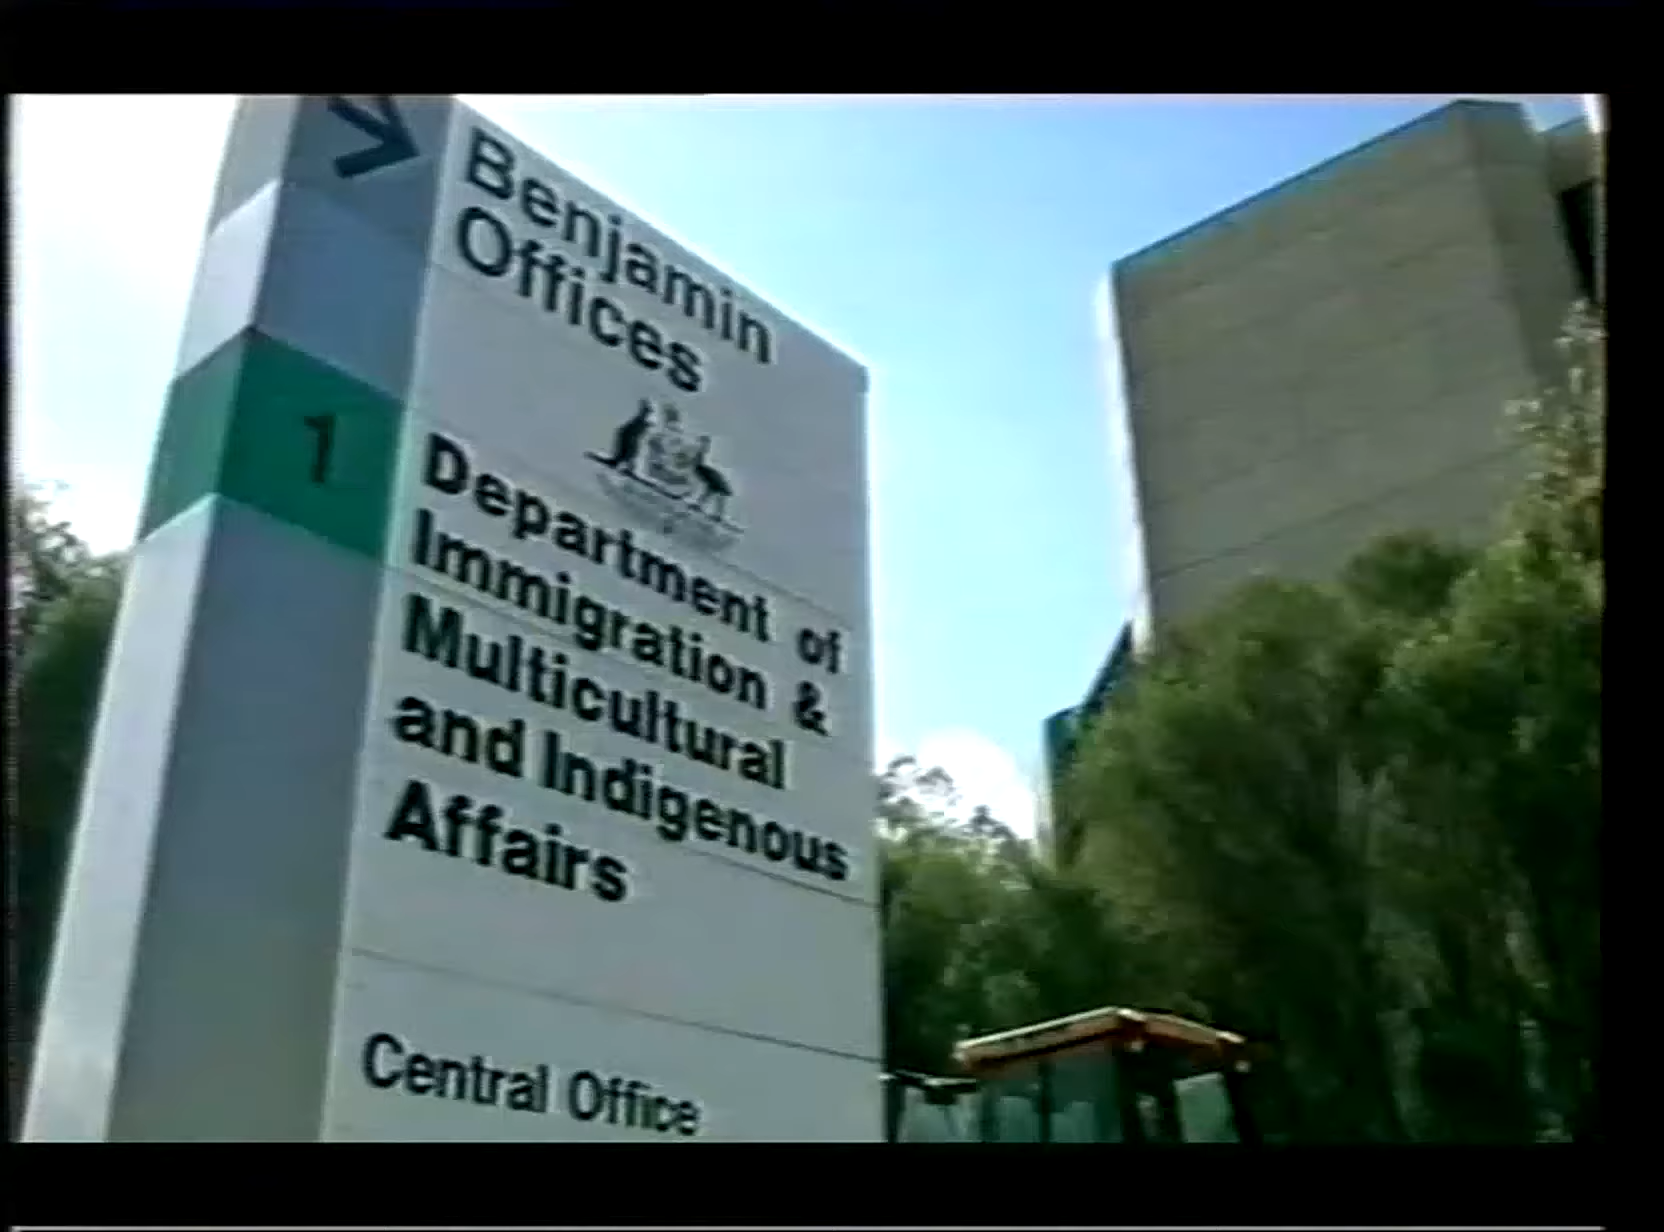 Benjamin
Offices
1
Department of
Immigration &
Multicultural
and Indigenous
Affairs
Central Office